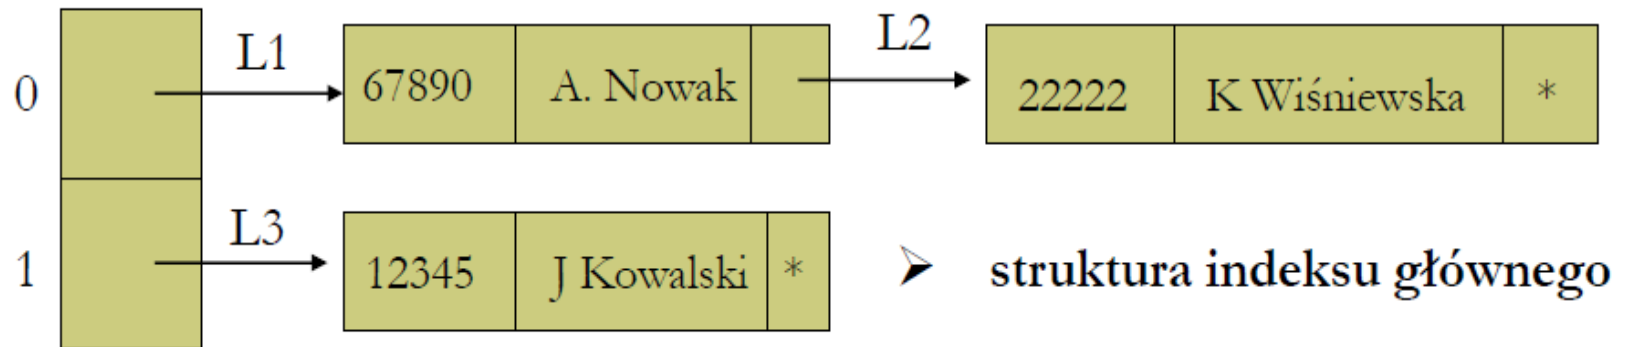 L1
L2
0
67890
A. Nowak
22222
K Wiśniewska
*
L3
1
12345
J Kowalski
*
➢ struktura indeksu głównego